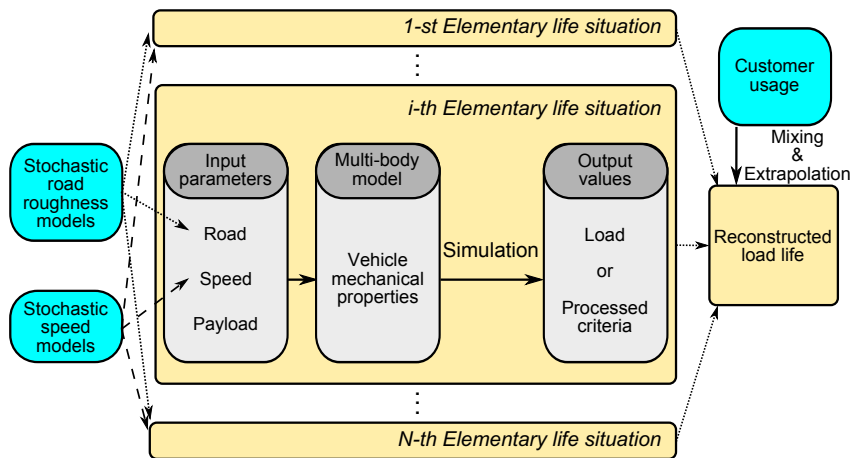 1-st Elementary life situation
Customer
usage
i-th Elementary life situation
Mixing
&
Extrapolation
Stochastic
road
roughness
models
Input
parameters
Road
Speed
Payload
Multi-body
model
Vehicle
mechanical
properties
Simulation
Output
values
Load
or
Processed
criteria
Reconstructed
load life
Stochastic
speed
models
N-th Elementary life situation